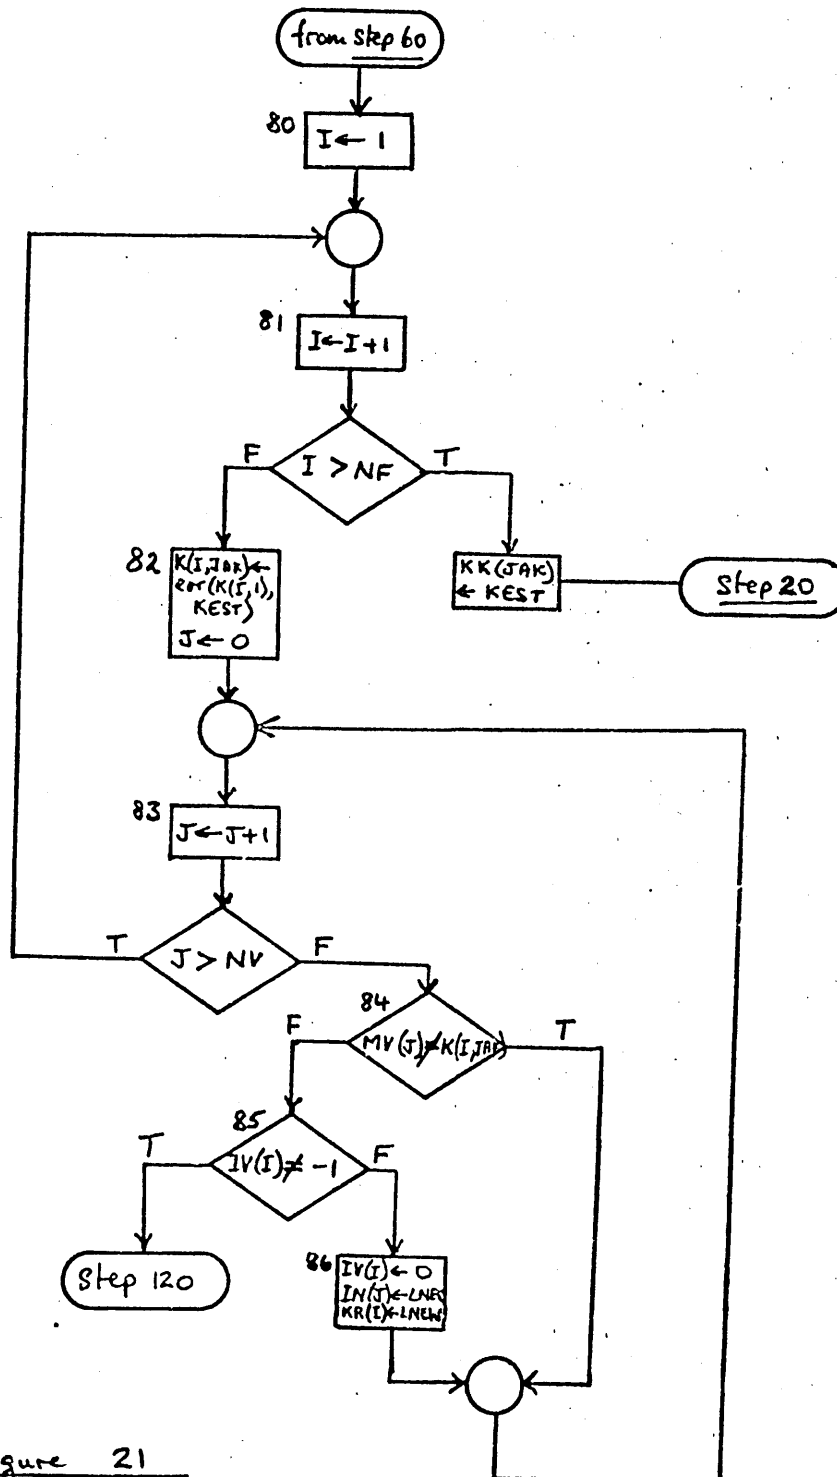 from step 60
80
I ← 1
81
I ← I + 1
I > NF
F
T
82
K(I,JAK) ←
K(I,1),
KEST)
J ← 0
KK(JAK)
← KEST
Step 20
83
J ← J + 1
J > NV
T
F
84
MV(J) ≠ K(I,JAK)
F
T
85
IV(I) ≠ -1
T
F
Step 120
86
IV(I) ← 0
IN(J) ← LNEW
KR(I) ← LNEW
gure 21